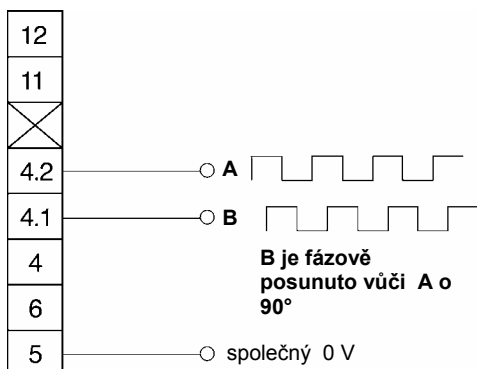 12
11
4.2 A
4.1 B
B je fázově
posunuto vůči A o
90°
4
6
5 společný 0 V